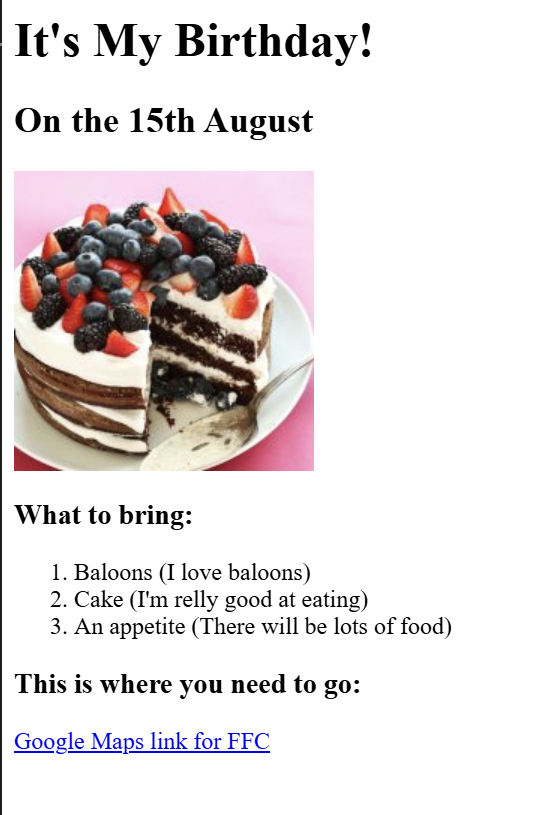 It's My Birthday!
On the 15th August
What to bring:
1. Baloons (I love baloons)
2. Cake (I'm relly good at eating)
3. An appetite (There will be lots of food)
This is where you need to go:
Google Maps link for FFC